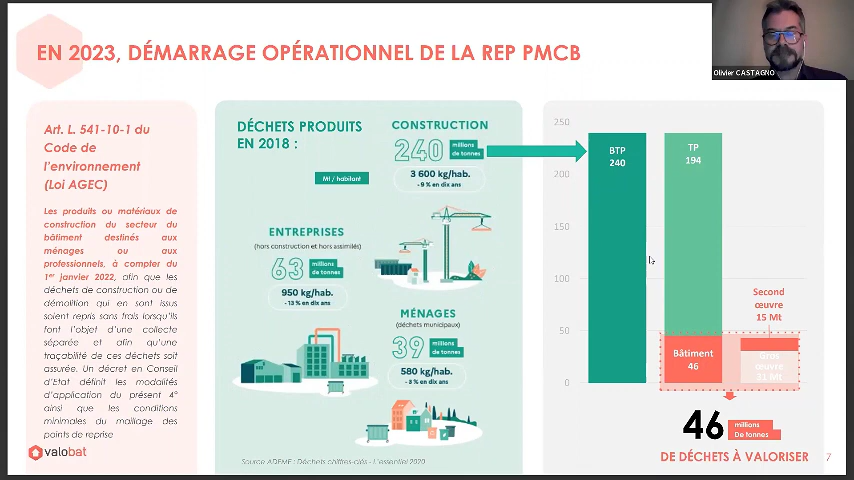 EN 2023, DÉMARRAGE OPÉRATIONNEL DE LA REP PMCB
Olivier CASTAGNO
Art. L. 541-10-1 du
Code de
l'environnement
(Loi AGEC)
Les produits ou matériaux de
construction du secteur du
bâtiment destinés aux
ménages ou aux
professionnels, à compter du
1er janvier 2022, afin que les
déchets de construction ou de
démolition qui en sont issus
soient repris sans frais lorsqu'ils
font l'objet d'une collecte
séparée et afin qu'une
traçabilité de ces déchets soit
assurée. Un décret en Conseil
d'Etat définit les modalités
d'application du présent 4°
ainsi que les conditions
minimales du maillage des
points de reprise
valobat
DÉCHETS PRODUITS
EN 2018 :
Mt / habitant
CONSTRUCTION
240 millions
de tonnes
3 600 kg/hab.
- 9 % en dix ans
ENTREPRISES
(hors construction et hors assimilés)
63 millions
de tonnes
950 kg/hab.
- 13 % en dix ans
MÉNAGES
(déchets municipaux)
39 millions
de tonnes
580 kg/hab.
- 3 % en dix ans
Source ADEME : Déchets chiffres-clés - L'essentiel 2020
250
200
150
100
50
0
BTP
240
TP
194
Bâtiment
46
Second
œuvre
15 Mt
Gros
œuvre
31 Mt
46 millions
De tonnes
DE DÉCHETS À VALORISER
7